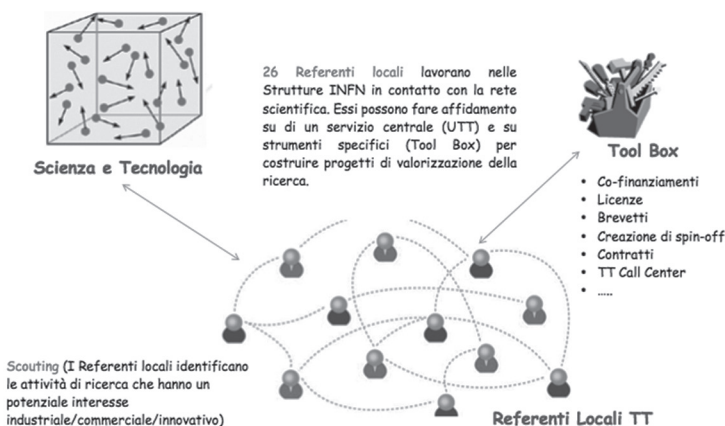 26 Referenti locali lavorano nelle
Strutture INFN in contatto con la rete
scientifica. Essi possono fare affidamento
su di un servizio centrale (UTT) e su
strumenti specifici (Tool Box) per
costruire progetti di valorizzazione della
ricerca.
Scienza e Tecnologia
Tool Box
• Co-finanziamenti
• Licenze
• Brevetti
• Creazione di spin-off
• Contratti
• TT Call Center
• .....
Scouting (I Referenti locali identificano
le attività di ricerca che hanno un
potenziale interesse
industriale/commerciale/innovativo)
Referenti Locali TT